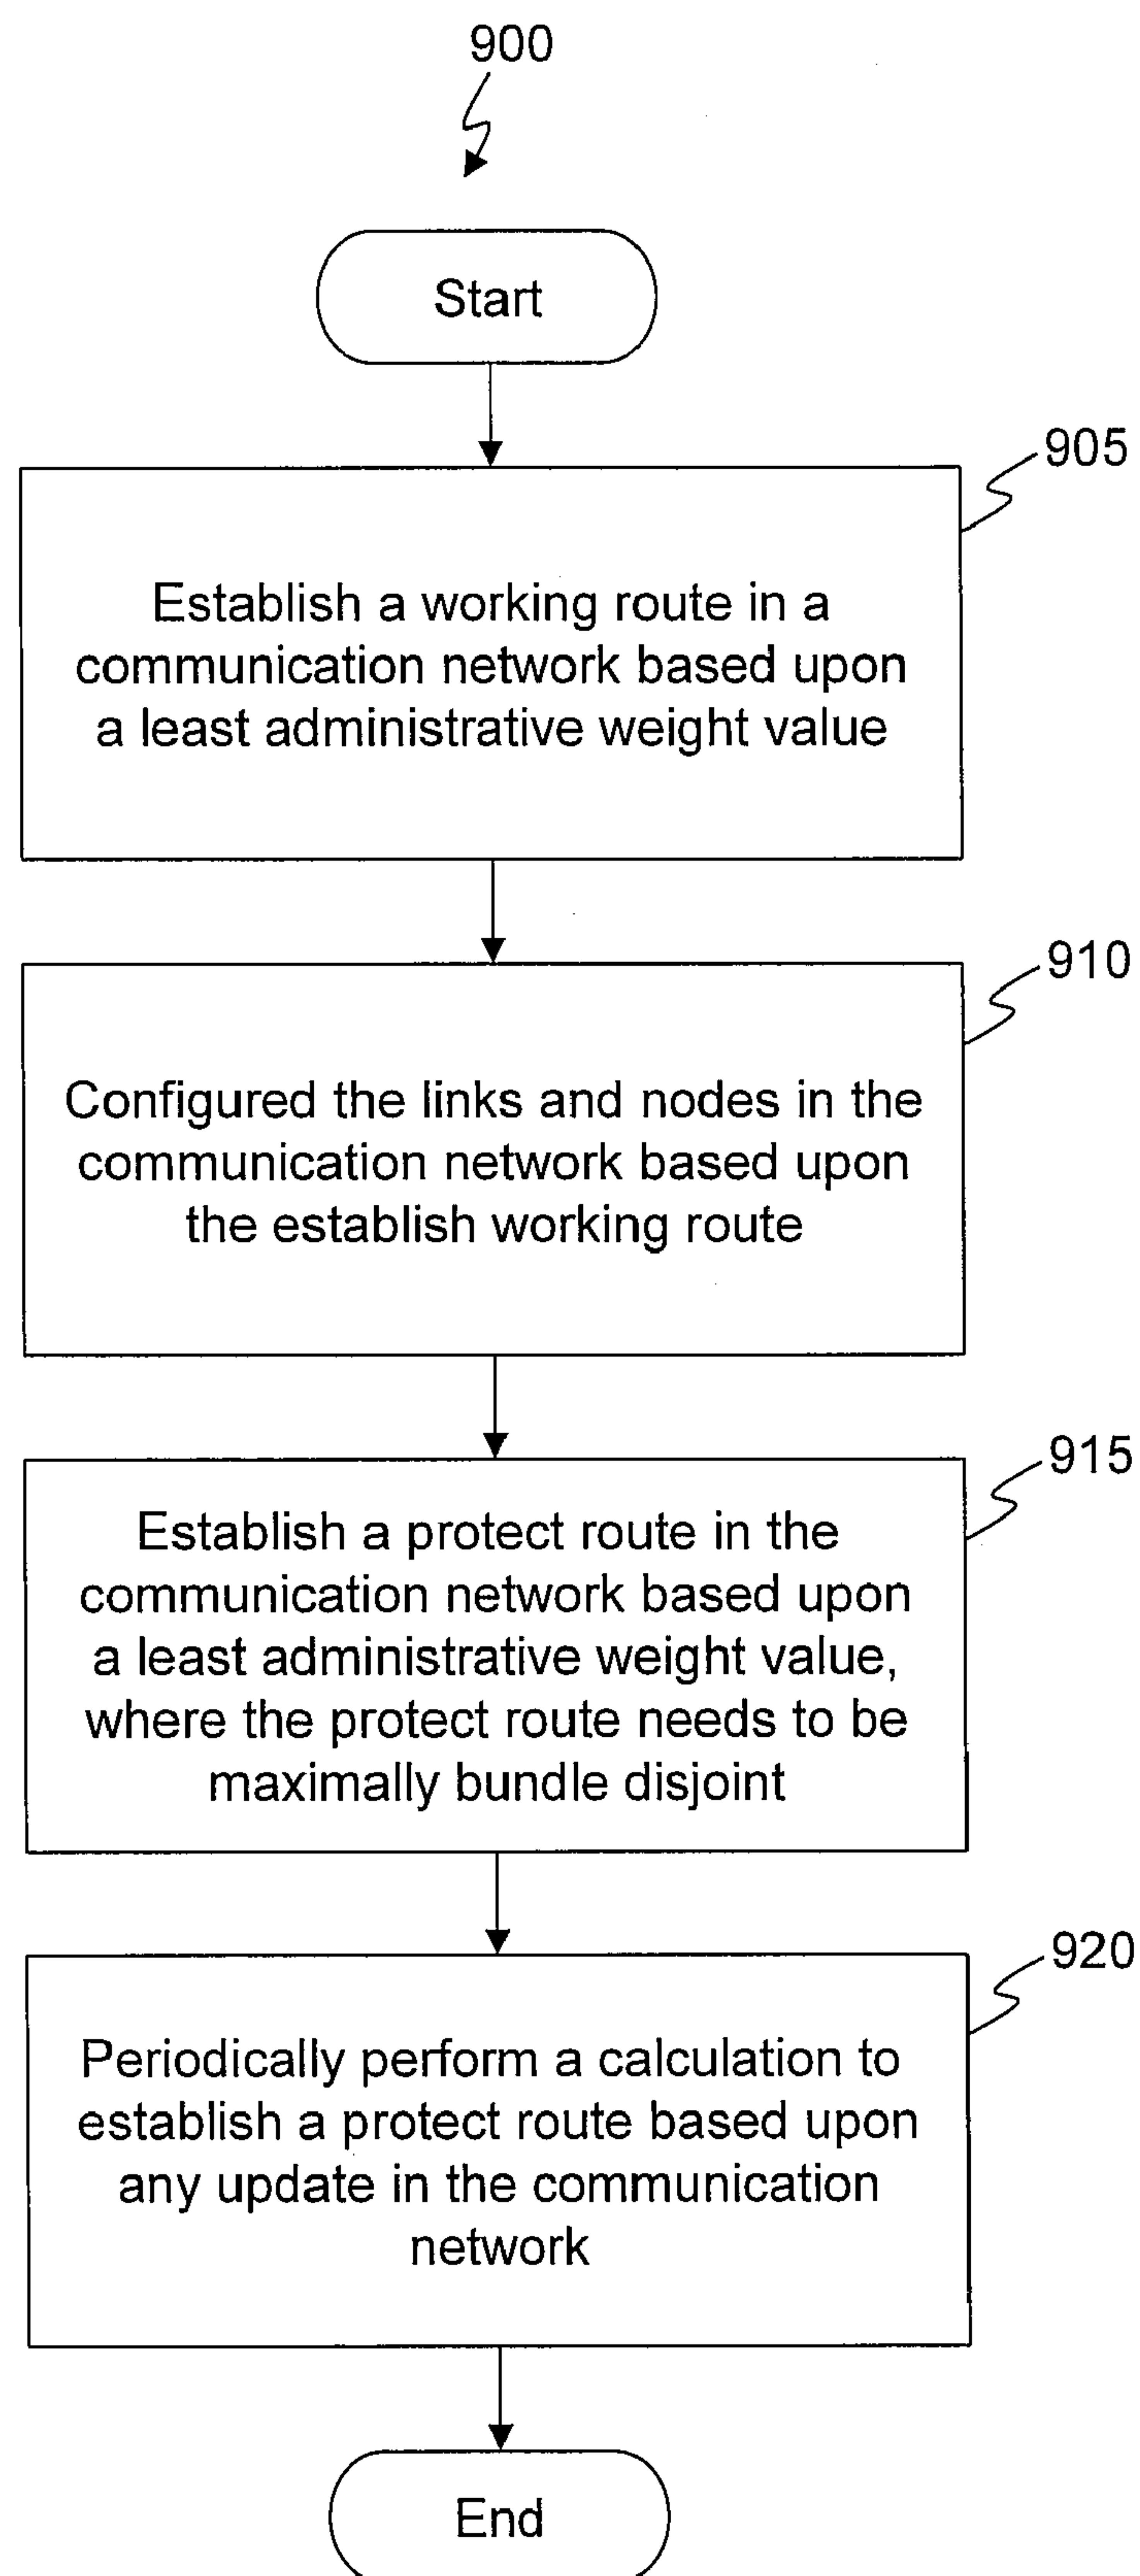 900
Start
905
Establish a working route in a
communication network based upon
a least administrative weight value
910
Configured the links and nodes in the
communication network based upon
the establish working route
915
Establish a protect route in the
communication network based upon
a least administrative weight value,
where the protect route needs to be
maximally bundle disjoint
920
Periodically perform a calculation to
establish a protect route based upon
any update in the communication
network
End